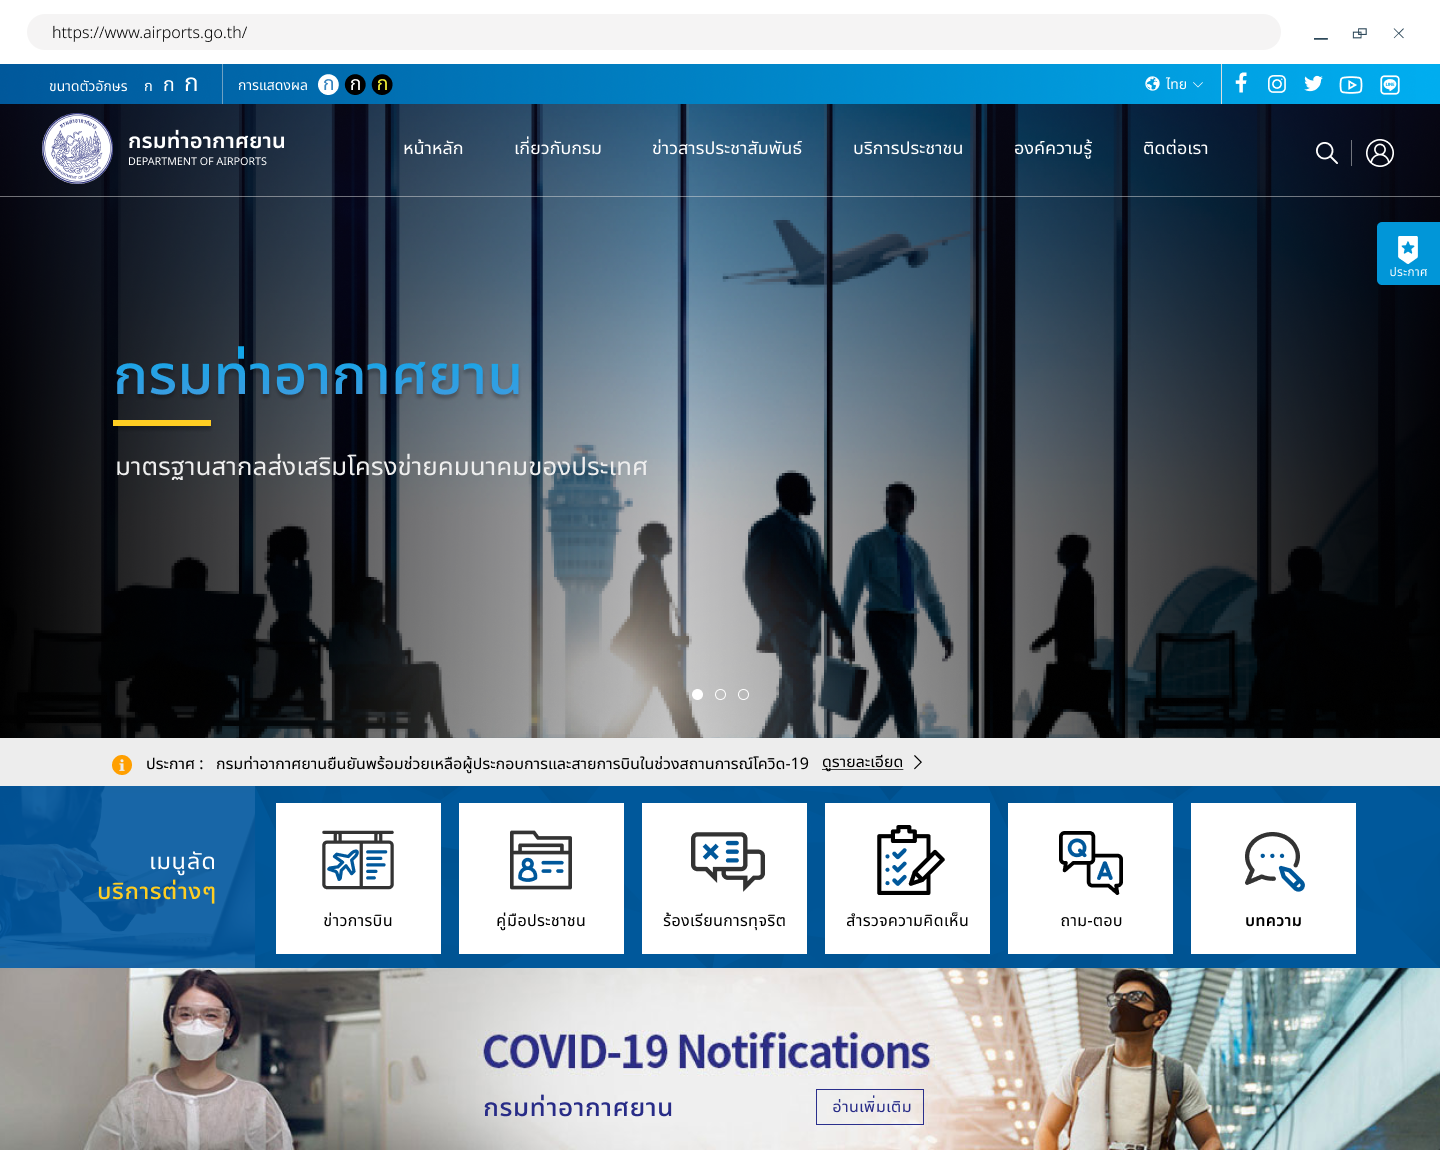 https://www.airports.go.th/
ขนาดตัวอักษร ก ก ก การแสดงผล ก ก ก ไทย
กรมท่าอากาศยาน
DEPARTMENT OF AIRPORTS
หน้าหลัก เกี่ยวกับกรม ข่าวสารประชาสัมพันธ์ บริการประชาชน องค์ความรู้ ติดต่อเรา
ประกาศ
กรมท่าอากาศยาน
มาตรฐานสากลส่งเสริมโครงข่ายคมนาคมของประเทศ
ประกาศ : กรมท่าอากาศยานยืนยันพร้อมช่วยเหลือผู้ประกอบการและสายการบินในช่วงสถานการณ์โควิด-19 ดูรายละเอียด
เมนูลัด
บริการต่างๆ
ข่าวการบิน คู่มือประชาชน ร้องเรียนการทุจริต สำรวจความคิดเห็น ถาม-ตอบ บทความ
COVID-19 Notifications
กรมท่าอากาศยาน อ่านเพิ่มเติม